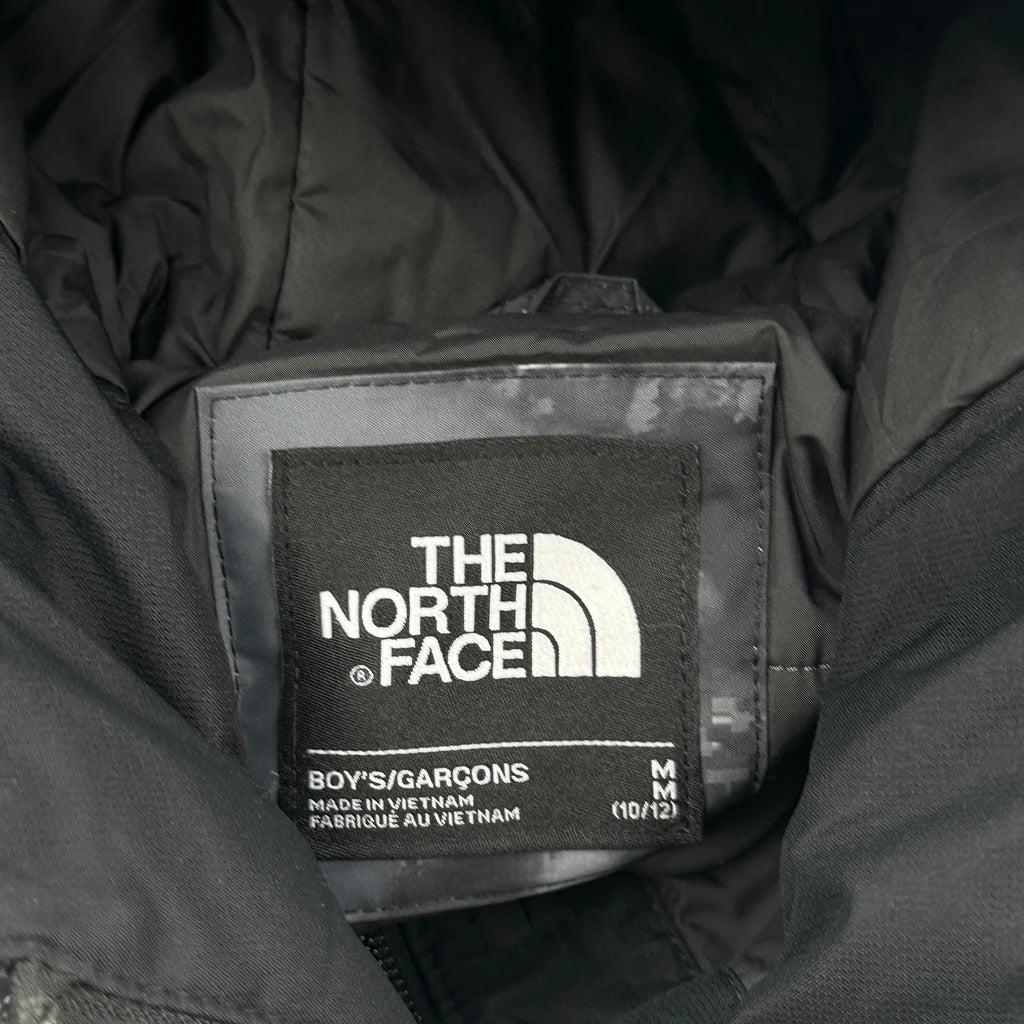 THE
NORTH
® FACE
BOY'S/GARÇONS M
MADE IN VIETNAM M
FABRIQUÉ AU VIETNAM (10/12)